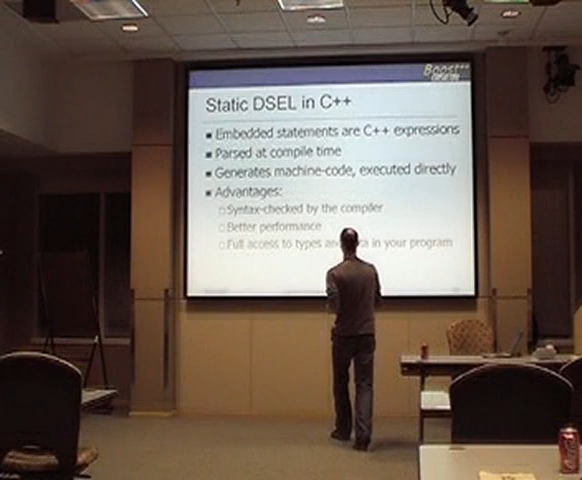 Boost
Static DSEL in C++
Embedded statements are C++ expressions
Parsed at compile time
Generates machine-code, executed directly
Advantages:
Syntax-checked by the compiler
Better performance
Full access to types in your program